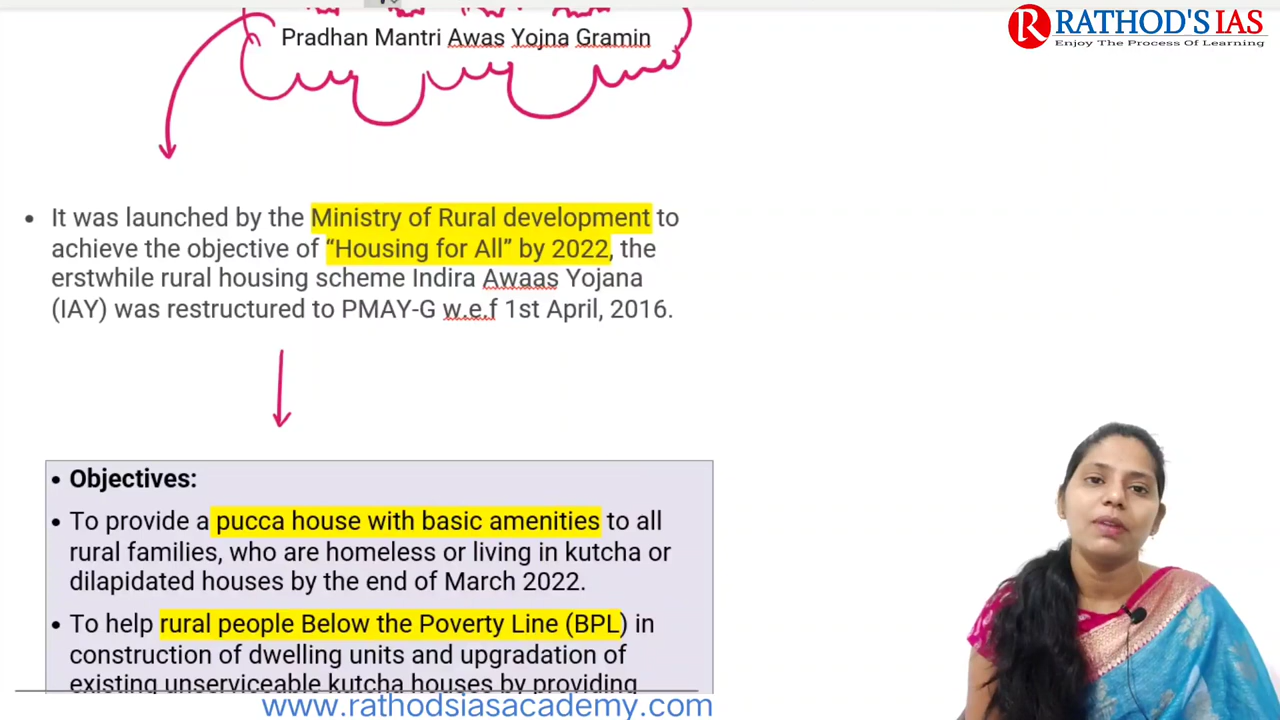 RATHOD'S IAS
Enjoy The Process Of Learning
Pradhan Mantri Awas Yojna Gramin
• It was launched by the Ministry of Rural development to
achieve the objective of “Housing for All” by 2022, the
erstwhile rural housing scheme Indira Awaas Yojana
(IAY) was restructured to PMAY-G w.e.f 1st April, 2016.
• Objectives:
• To provide a pucca house with basic amenities to all
rural families, who are homeless or living in kutcha or
dilapidated houses by the end of March 2022.
• To help rural people Below the Poverty Line (BPL) in
construction of dwelling units and upgradation of
existing unserviceable kutcha houses by providing
www.rathodsiasacademy.com